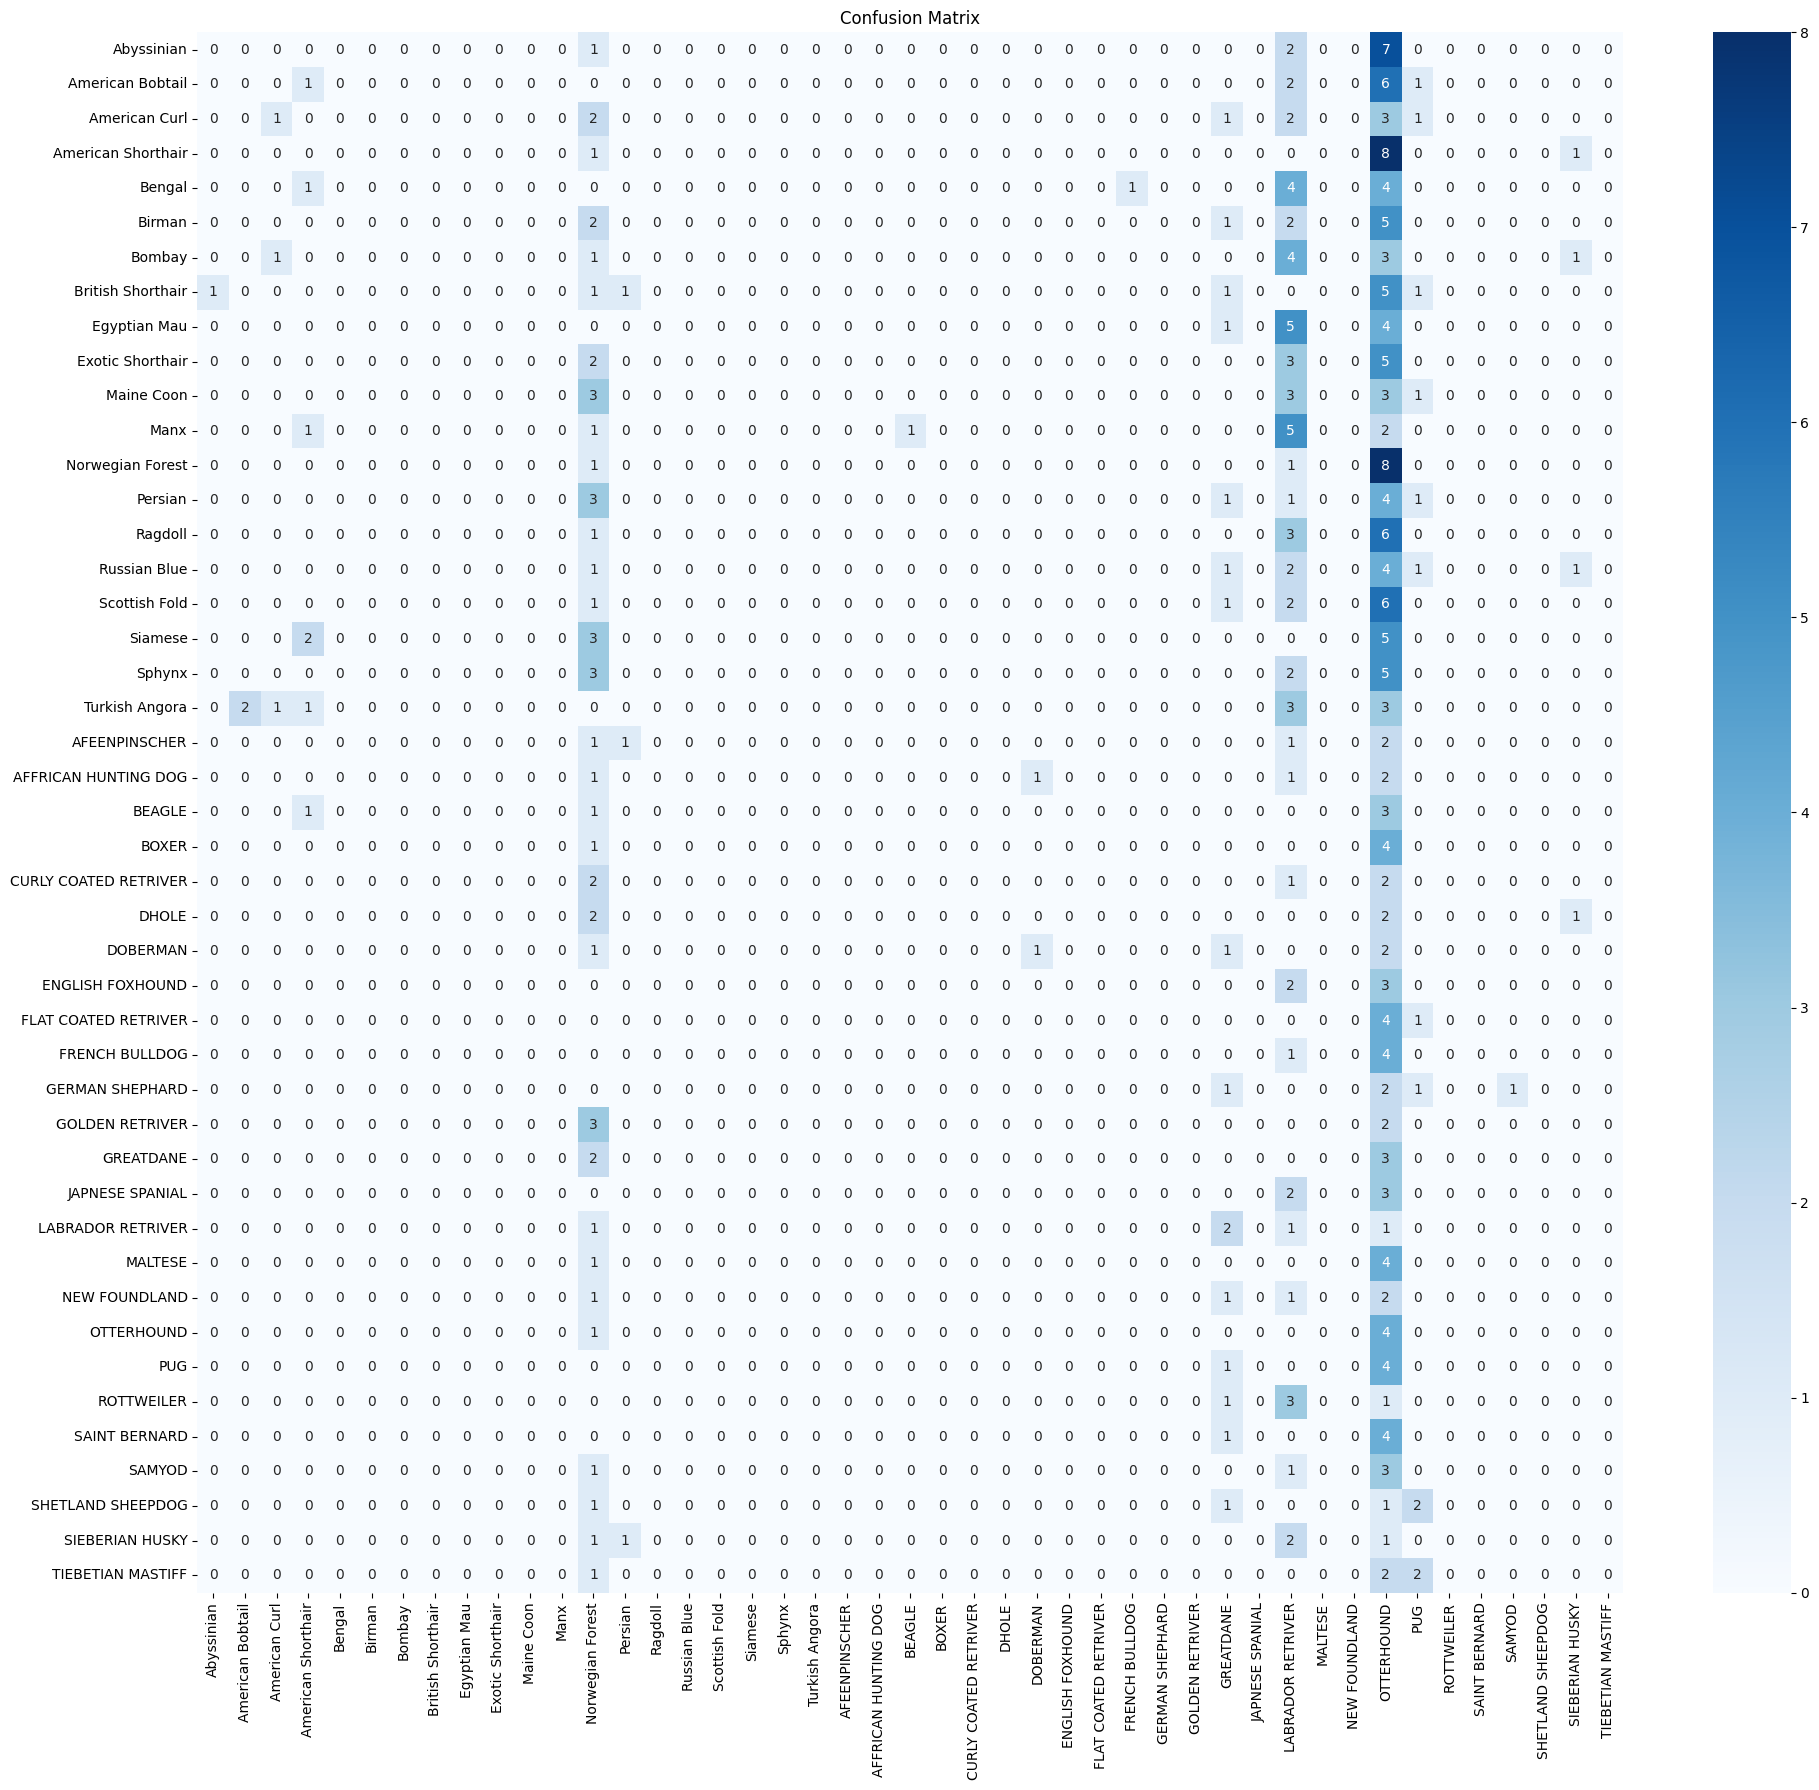 Confusion Matrix
Abyssinian 0 0 0 0 0 0 0 0 0 0 0 0 1 0 0 0 0 0 0 0 0 0 0 0 0 0 0 0 0 0 0 0 0 0 2 0 0 7 0 0 0 0 0 0 0
American Bobtail 0 0 0 1 0 0 0 0 0 0 0 0 0 0 0 0 0 0 0 0 0 0 0 0 0 0 0 0 0 0 0 0 0 0 2 0 0 6 1 0 0 0 0 0 0
American Curl 0 0 1 0 0 0 0 0 0 0 0 0 2 0 0 0 0 0 0 0 0 0 0 0 0 0 0 0 0 0 0 0 1 0 2 0 0 3 1 0 0 0 0 0 0
American Shorthair 0 0 0 0 0 0 0 0 0 0 0 0 1 0 0 0 0 0 0 0 0 0 0 0 0 0 0 0 0 0 0 0 0 0 0 0 0 8 0 0 0 0 0 1 0
Bengal 0 0 0 1 0 0 0 0 0 0 0 0 0 0 0 0 0 0 0 0 0 0 0 0 0 0 0 0 0 1 0 0 0 0 4 0 0 4 0 0 0 0 0 0 0
Birman 0 0 0 0 0 0 0 0 0 0 0 0 2 0 0 0 0 0 0 0 0 0 0 0 0 0 0 0 0 0 0 0 1 0 2 0 0 5 0 0 0 0 0 0 0
Bombay 0 0 1 0 0 0 0 0 0 0 0 0 1 0 0 0 0 0 0 0 0 0 0 0 0 0 0 0 0 0 0 0 0 0 4 0 0 3 0 0 0 0 0 1 0
British Shorthair 1 0 0 0 0 0 0 0 0 0 0 0 1 1 0 0 0 0 0 0 0 0 0 0 0 0 0 0 0 0 0 0 1 0 0 0 0 5 1 0 0 0 0 0 0
Egyptian Mau 0 0 0 0 0 0 0 0 0 0 0 0 0 0 0 0 0 0 0 0 0 0 0 0 0 0 0 0 0 0 0 0 1 0 5 0 0 4 0 0 0 0 0 0 0
Exotic Shorthair 0 0 0 0 0 0 0 0 0 0 0 0 2 0 0 0 0 0 0 0 0 0 0 0 0 0 0 0 0 0 0 0 0 0 3 0 0 5 0 0 0 0 0 0 0
Maine Coon 0 0 0 0 0 0 0 0 0 0 0 0 3 0 0 0 0 0 0 0 0 0 0 0 0 0 0 0 0 0 0 0 0 0 3 0 0 3 1 0 0 0 0 0 0
Manx 0 0 0 1 0 0 0 0 0 0 0 0 1 0 0 0 0 0 0 0 0 0 1 0 0 0 0 0 0 0 0 0 0 0 5 0 0 2 0 0 0 0 0 0 0
Norwegian Forest 0 0 0 0 0 0 0 0 0 0 0 0 1 0 0 0 0 0 0 0 0 0 0 0 0 0 0 0 0 0 0 0 0 0 1 0 0 8 0 0 0 0 0 0 0
Persian 0 0 0 0 0 0 0 0 0 0 0 0 3 0 0 0 0 0 0 0 0 0 0 0 0 0 0 0 0 0 0 0 1 0 1 0 0 4 1 0 0 0 0 0 0
Ragdoll 0 0 0 0 0 0 0 0 0 0 0 0 1 0 0 0 0 0 0 0 0 0 0 0 0 0 0 0 0 0 0 0 0 0 3 0 0 6 0 0 0 0 0 0 0
Russian Blue 0 0 0 0 0 0 0 0 0 0 0 0 1 0 0 0 0 0 0 0 0 0 0 0 0 0 0 0 0 0 0 0 1 0 2 0 0 4 1 0 0 0 0 1 0
Scottish Fold 0 0 0 0 0 0 0 0 0 0 0 0 1 0 0 0 0 0 0 0 0 0 0 0 0 0 0 0 0 0 0 0 1 0 2 0 0 6 0 0 0 0 0 0 0
Siamese 0 0 0 2 0 0 0 0 0 0 0 0 3 0 0 0 0 0 0 0 0 0 0 0 0 0 0 0 0 0 0 0 0 0 0 0 0 5 0 0 0 0 0 0 0
Sphynx 0 0 0 0 0 0 0 0 0 0 0 0 3 0 0 0 0 0 0 0 0 0 0 0 0 0 0 0 0 0 0 0 0 0 2 0 0 5 0 0 0 0 0 0 0
Turkish Angora 0 2 1 1 0 0 0 0 0 0 0 0 0 0 0 0 0 0 0 0 0 0 0 0 0 0 0 0 0 0 0 0 0 0 3 0 0 3 0 0 0 0 0 0 0
AFEENPINSCHER 0 0 0 0 0 0 0 0 0 0 0 0 1 1 0 0 0 0 0 0 0 0 0 0 0 0 0 0 0 0 0 0 0 0 1 0 0 2 0 0 0 0 0 0 0
AFFRICAN HUNTING DOG 0 0 0 0 0 0 0 0 0 0 0 0 1 0 0 0 0 0 0 0 0 0 0 0 0 0 1 0 0 0 0 0 0 0 1 0 0 2 0 0 0 0 0 0 0
BEAGLE 0 0 0 1 0 0 0 0 0 0 0 0 1 0 0 0 0 0 0 0 0 0 0 0 0 0 0 0 0 0 0 0 0 0 0 0 0 3 0 0 0 0 0 0 0
BOXER 0 0 0 0 0 0 0 0 0 0 0 0 1 0 0 0 0 0 0 0 0 0 0 0 0 0 0 0 0 0 0 0 0 0 0 0 0 4 0 0 0 0 0 0 0
CURLY COATED RETRIVER 0 0 0 0 0 0 0 0 0 0 0 0 2 0 0 0 0 0 0 0 0 0 0 0 0 0 0 0 0 0 0 0 0 0 1 0 0 2 0 0 0 0 0 0 0
DHOLE 0 0 0 0 0 0 0 0 0 0 0 0 2 0 0 0 0 0 0 0 0 0 0 0 0 0 0 0 0 0 0 0 0 0 0 0 0 2 0 0 0 0 0 1 0
DOBERMAN 0 0 0 0 0 0 0 0 0 0 0 0 1 0 0 0 0 0 0 0 0 0 0 0 0 0 1 0 0 0 0 0 1 0 0 0 0 2 0 0 0 0 0 0 0
ENGLISH FOXHOUND 0 0 0 0 0 0 0 0 0 0 0 0 0 0 0 0 0 0 0 0 0 0 0 0 0 0 0 0 0 0 0 0 0 0 2 0 0 3 0 0 0 0 0 0 0
FLAT COATED RETRIVER 0 0 0 0 0 0 0 0 0 0 0 0 0 0 0 0 0 0 0 0 0 0 0 0 0 0 0 0 0 0 0 0 0 0 0 0 0 4 1 0 0 0 0 0 0
FRENCH BULLDOG 0 0 0 0 0 0 0 0 0 0 0 0 0 0 0 0 0 0 0 0 0 0 0 0 0 0 0 0 0 0 0 0 0 0 1 0 0 4 0 0 0 0 0 0 0
GERMAN SHEPHARD 0 0 0 0 0 0 0 0 0 0 0 0 0 0 0 0 0 0 0 0 0 0 0 0 0 0 0 0 0 0 0 0 1 0 0 0 0 2 1 0 0 1 0 0 0
GOLDEN RETRIVER 0 0 0 0 0 0 0 0 0 0 0 0 3 0 0 0 0 0 0 0 0 0 0 0 0 0 0 0 0 0 0 0 0 0 0 0 0 2 0 0 0 0 0 0 0
GREATDANE 0 0 0 0 0 0 0 0 0 0 0 0 2 0 0 0 0 0 0 0 0 0 0 0 0 0 0 0 0 0 0 0 0 0 0 0 0 3 0 0 0 0 0 0 0
JAPNESE SPANIAL 0 0 0 0 0 0 0 0 0 0 0 0 0 0 0 0 0 0 0 0 0 0 0 0 0 0 0 0 0 0 0 0 0 0 2 0 0 3 0 0 0 0 0 0 0
LABRADOR RETRIVER 0 0 0 0 0 0 0 0 0 0 0 0 1 0 0 0 0 0 0 0 0 0 0 0 0 0 0 0 0 0 0 0 2 0 1 0 0 1 0 0 0 0 0 0 0
MALTESE 0 0 0 0 0 0 0 0 0 0 0 0 1 0 0 0 0 0 0 0 0 0 0 0 0 0 0 0 0 0 0 0 0 0 0 0 0 4 0 0 0 0 0 0 0
NEW FOUNDLAND 0 0 0 0 0 0 0 0 0 0 0 0 1 0 0 0 0 0 0 0 0 0 0 0 0 0 0 0 0 0 0 0 1 0 1 0 0 2 0 0 0 0 0 0 0
OTTERHOUND 0 0 0 0 0 0 0 0 0 0 0 0 1 0 0 0 0 0 0 0 0 0 0 0 0 0 0 0 0 0 0 0 0 0 0 0 0 4 0 0 0 0 0 0 0
PUG 0 0 0 0 0 0 0 0 0 0 0 0 0 0 0 0 0 0 0 0 0 0 0 0 0 0 0 0 0 0 0 0 1 0 0 0 0 4 0 0 0 0 0 0 0
ROTTWEILER 0 0 0 0 0 0 0 0 0 0 0 0 0 0 0 0 0 0 0 0 0 0 0 0 0 0 0 0 0 0 0 0 1 0 3 0 0 1 0 0 0 0 0 0 0
SAINT BERNARD 0 0 0 0 0 0 0 0 0 0 0 0 0 0 0 0 0 0 0 0 0 0 0 0 0 0 0 0 0 0 0 0 1 0 0 0 0 4 0 0 0 0 0 0 0
SAMYOD 0 0 0 0 0 0 0 0 0 0 0 0 1 0 0 0 0 0 0 0 0 0 0 0 0 0 0 0 0 0 0 0 0 0 1 0 0 3 0 0 0 0 0 0 0
SHETLAND SHEEPDOG 0 0 0 0 0 0 0 0 0 0 0 0 1 0 0 0 0 0 0 0 0 0 0 0 0 0 0 0 0 0 0 0 1 0 0 0 0 1 2 0 0 0 0 0 0
SIEBERIAN HUSKY 0 0 0 0 0 0 0 0 0 0 0 0 1 1 0 0 0 0 0 0 0 0 0 0 0 0 0 0 0 0 0 0 0 0 2 0 0 1 0 0 0 0 0 0 0
TIEBETIAN MASTIFF 0 0 0 0 0 0 0 0 0 0 0 0 1 0 0 0 0 0 0 0 0 0 0 0 0 0 0 0 0 0 0 0 0 0 0 0 0 2 2 0 0 0 0 0 0
Abyssinian
American Bobtail
American Curl
American Shorthair
Bengal
Birman
Bombay
British Shorthair
Egyptian Mau
Exotic Shorthair
Maine Coon
Manx
Norwegian Forest
Persian
Ragdoll
Russian Blue
Scottish Fold
Siamese
Sphynx
Turkish Angora
AFEENPINSCHER
AFFRICAN HUNTING DOG
BEAGLE
BOXER
CURLY COATED RETRIVER
DHOLE
DOBERMAN
ENGLISH FOXHOUND
FLAT COATED RETRIVER
FRENCH BULLDOG
GERMAN SHEPHARD
GOLDEN RETRIVER
GREATDANE
JAPNESE SPANIAL
LABRADOR RETRIVER
MALTESE
NEW FOUNDLAND
OTTERHOUND
PUG
ROTTWEILER
SAINT BERNARD
SAMYOD
SHETLAND SHEEPDOG
SIEBERIAN HUSKY
TIEBETIAN MASTIFF
8
7
6
5
4
3
2
1
0